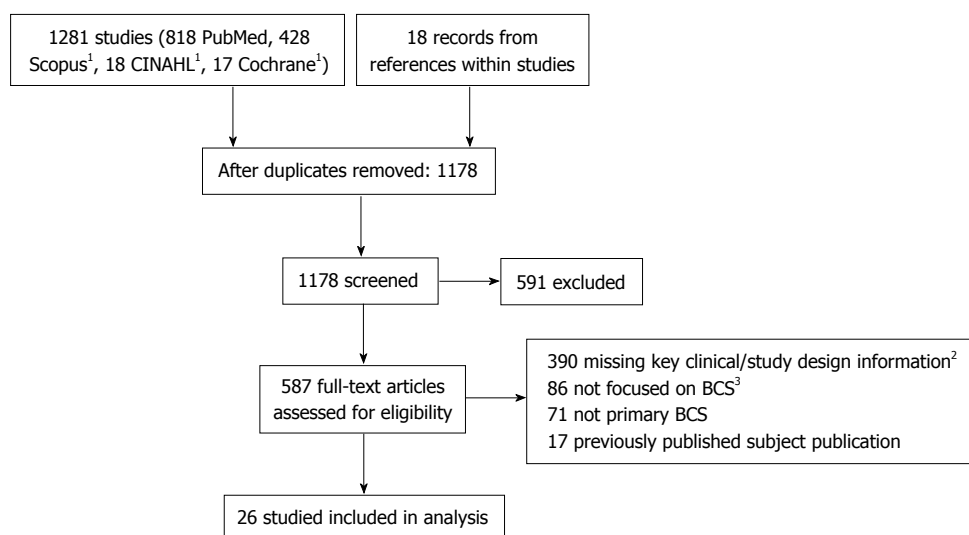 1281 studies (818 PubMed, 428
Scopus¹, 18 CINAHL¹, 17 Cochrane¹)
18 records from
references within studies
After duplicates removed: 1178
1178 screened
591 excluded
587 full-text articles
assessed for eligibility
390 missing key clinical/study design information²
86 not focused on BCS³
71 not primary BCS
17 previously published subject publication
26 studied included in analysis